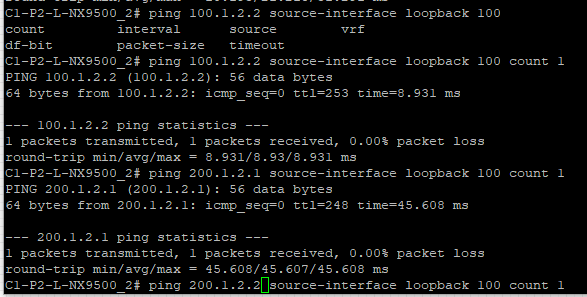 C1-P2-L-NX9500_2# ping 100.1.2.2 source-interface loopback 100
count interval source vrf
df-bit packet-size timeout
C1-P2-L-NX9500_2# ping 100.1.2.2 source-interface loopback 100 count 1
PING 100.1.2.2 (100.1.2.2): 56 data bytes
64 bytes from 100.1.2.2: icmp_seq=0 ttl=253 time=8.931 ms
--- 100.1.2.2 ping statistics ---
1 packets transmitted, 1 packets received, 0.00% packet loss
round-trip min/avg/max = 8.931/8.93/8.931 ms
C1-P2-L-NX9500_2# ping 200.1.2.1 source-interface loopback 100 count 1
PING 200.1.2.1 (200.1.2.1): 56 data bytes
64 bytes from 200.1.2.1: icmp_seq=0 ttl=248 time=45.608 ms
--- 200.1.2.1 ping statistics ---
1 packets transmitted, 1 packets received, 0.00% packet loss
round-trip min/avg/max = 45.608/45.607/45.608 ms
C1-P2-L-NX9500_2# ping 200.1.2.2 source-interface loopback 100 count 1